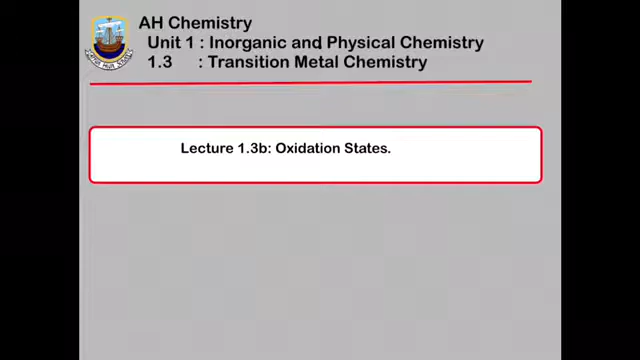 AH Chemistry
Unit 1 : Inorganic and Physical Chemistry
1.3 : Transition Metal Chemistry
Lecture 1.3b: Oxidation States.